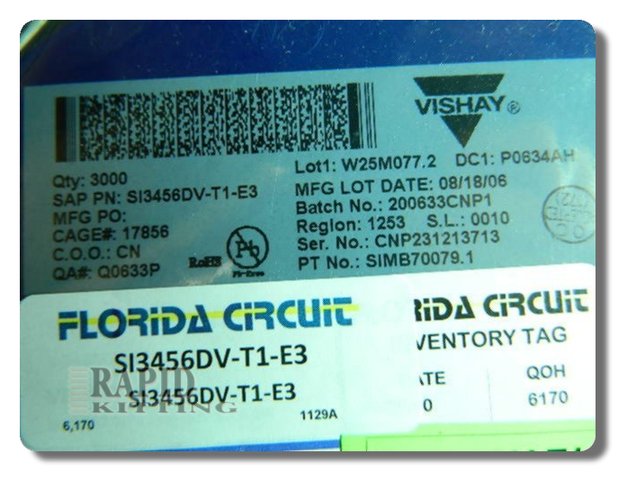 VISHAY®
Lot1: W25M077.2 DC1: P0634AH
Qty: 3000
MFG LOT DATE: 08/18/06
SAP PN: SI3456DV-T1-E3
Batch No.: 200633CNP1
MFG PO:
Region: 1253 S.L.: 0010
CAGE#: 17856
Ser. No.: CNP231213713
C.O.O.: CN
PT No.: SIMB70079.1
QA#: Q0633P
RoHS
Pb
Pb-Free
FLORIDA CIRCUIT
SI3456DV-T1-E3
SI3456DV-T1-E3
6,170 1129A
RIDA CIRCUIT
VENTORY TAG
ATE QOH
0 6170
RAPID
KITTING